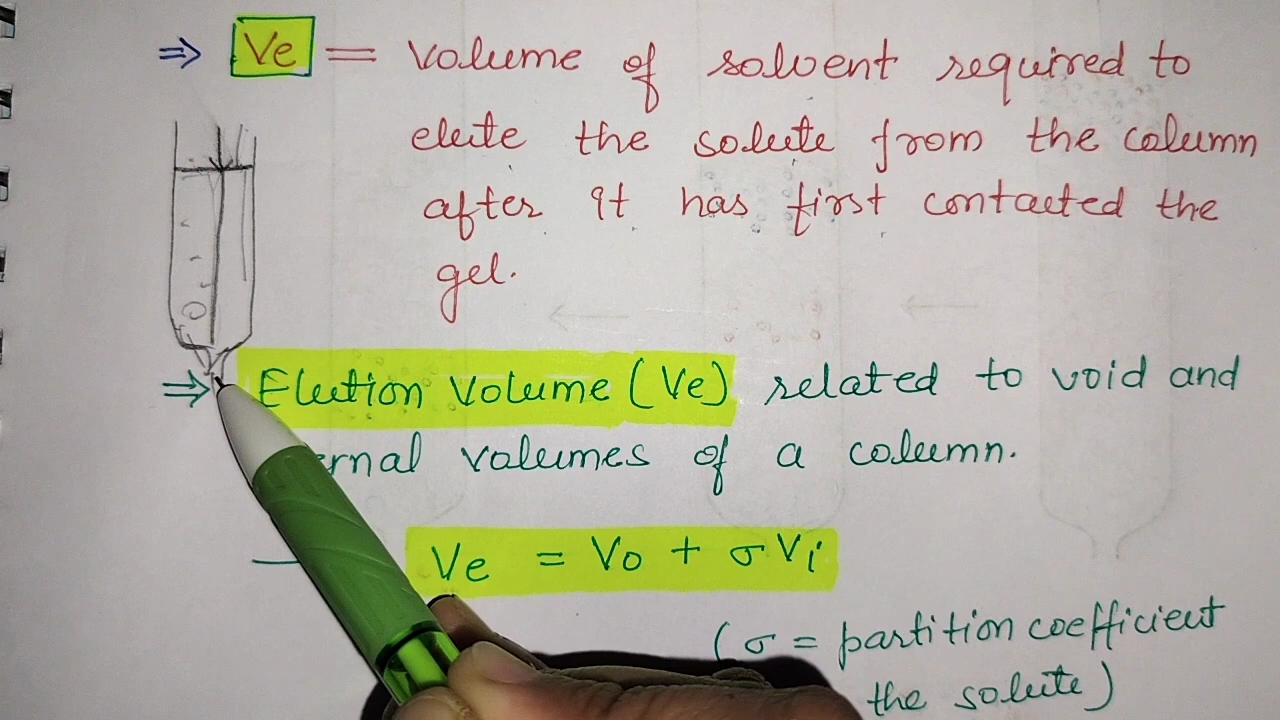 ⇒ Ve = volume of solvent required to
elute the solute from the column
after it has first contacted the
gel.
⇒ Elution Volume (Ve) related to void and
ernal volumes of a column.
Ve = Vo + σVi
(σ = partition coefficient
the solute)